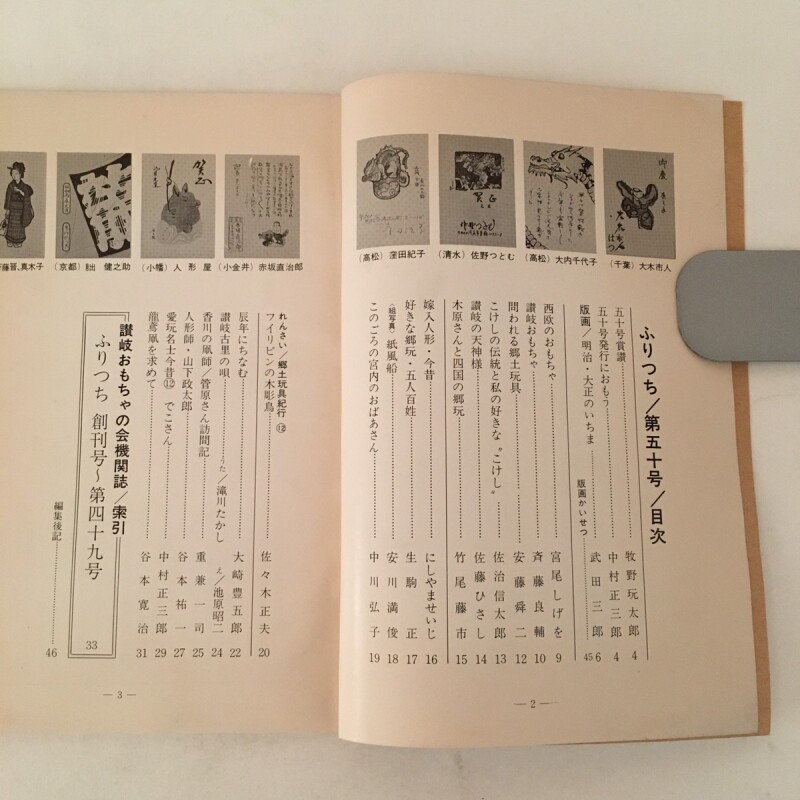 (千葉) 大木市人
(高松) 大内千代子
(清水) 佐野つとむ
(高松) 窪田紀子
ふりつち/第五十号/目次
五十号賞讃 牧野玩太郎 4
五十号発行におもう 中村正三郎 4
版画/明治・大正のいちま 武田三郎 6
版画かいせつ 45
西欧のおもちゃ 宮尾しげを 9
讃岐おもちゃ 斉藤良輔 10
問われる郷土玩具 安藤舜二 12
こけしの伝統と私の好きな〝こけし〟 佐治信太郎 13
讃岐の天神様 佐藤ひさし 14
木原さんと四国の郷玩 竹尾藤市 15
嫁入人形・今昔 にしやませいじ 16
好きな郷玩・五人百姓 生駒正 17
(組写真) 紙風船 安川満俊 18
このごろの宮内のおばあさん 中川弘子 19
— 2 —
(小金井) 赤坂直治郎
(小幡) 人形屋
(京都) 朏健之助
藤晋、真木子
れんさい/郷土玩具紀行 ⑫
フィリピンの木彫鳥 佐々木正夫 20
辰年にちなむ 大崎豊五郎 22
讃岐古里の唄 うた/滝川たかし え/池原昭二 24
香川の凧師/菅原さん訪問記 重兼一司 25
人形師・山下政太郎 谷本祐一 27
愛玩名士今昔⑫ でこさん 中村正三郎 29
龍鳶凧を求めて 谷本寛治 31
讃岐おもちゃの会機関誌/索引
ふりつち 創刊号〜第四十九号 33
編集後記 46
— 3 —